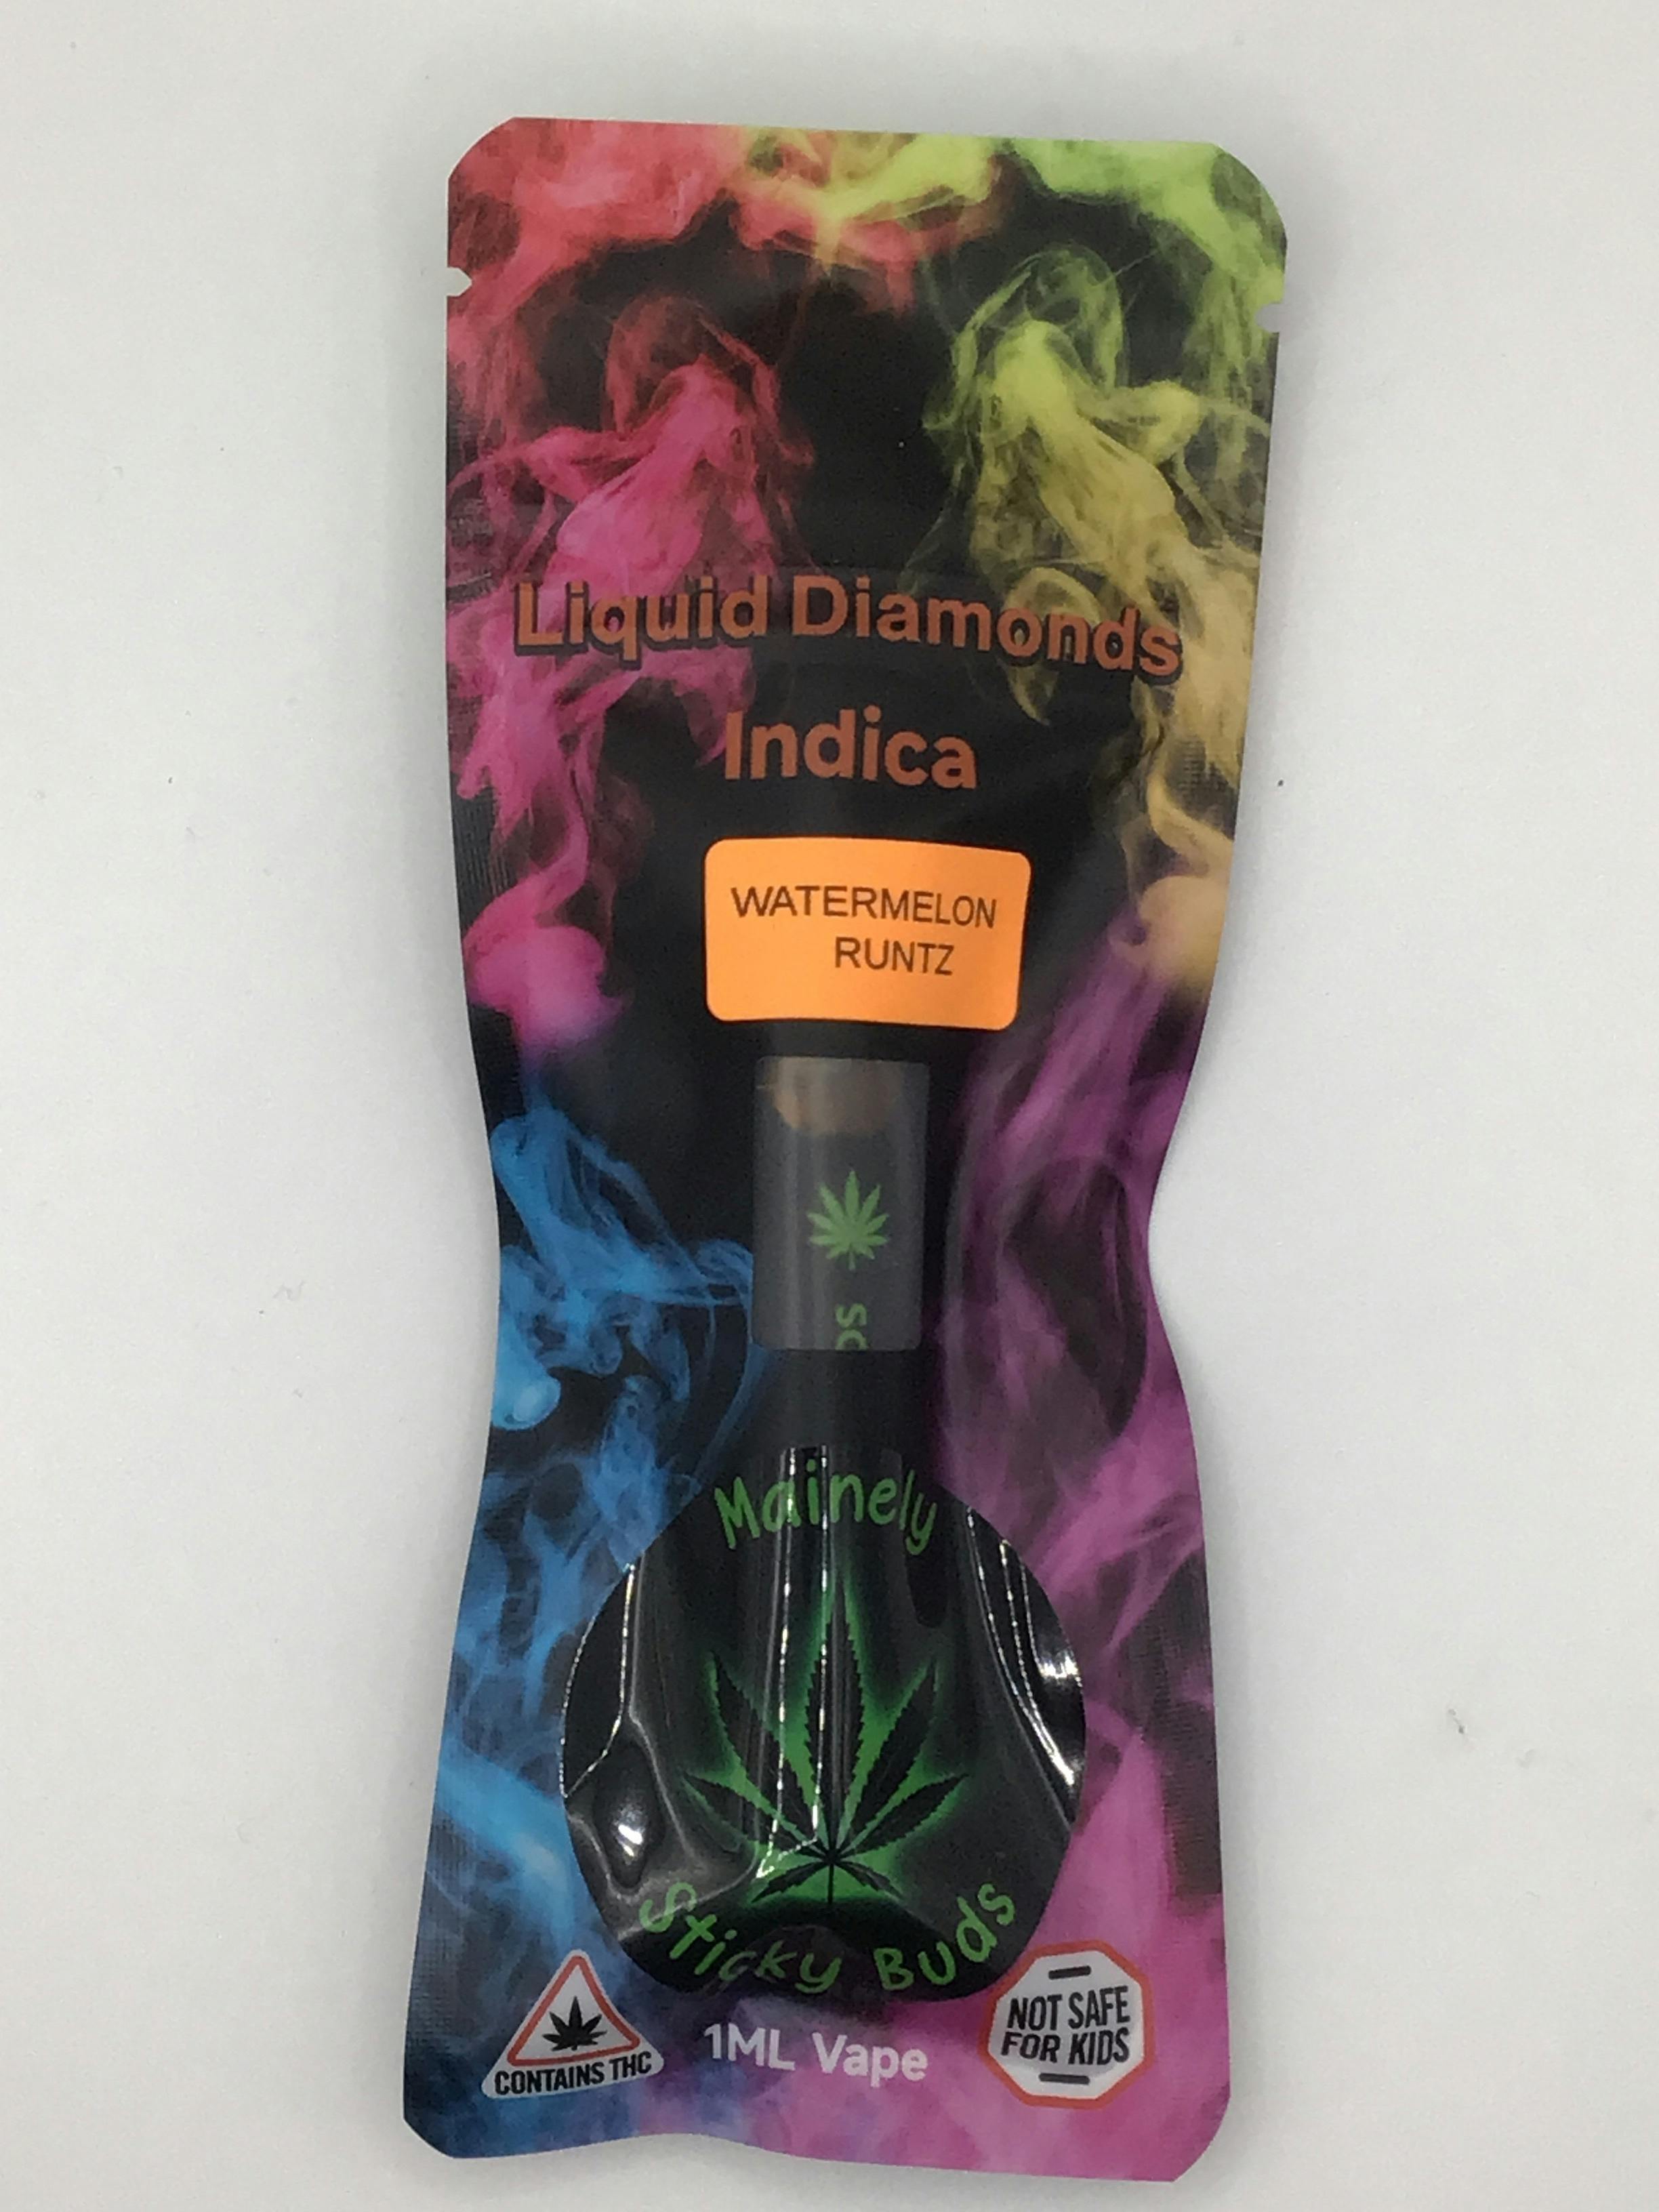 Liquid Diamonds
Indica
WATERMELON
RUNTZ
Mainely
Sticky Buds
CONTAINS THC
1ML Vape
NOT SAFE
FOR KIDS